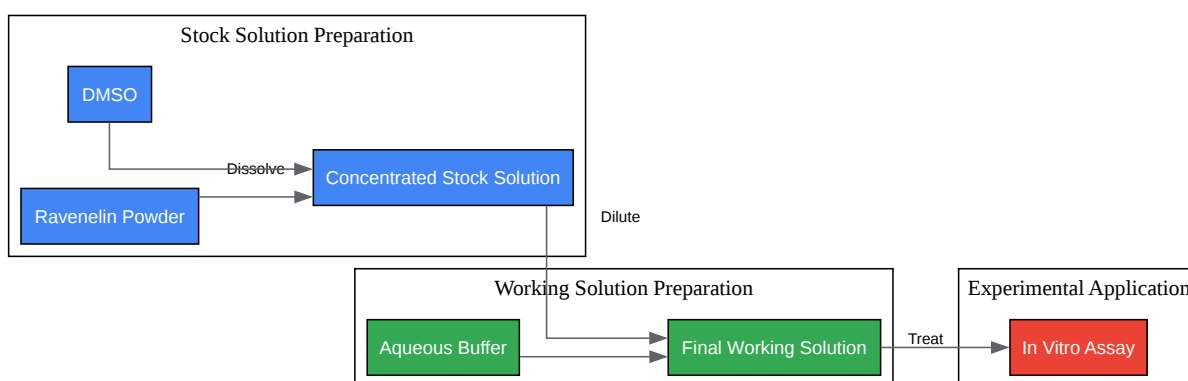 Stock Solution Preparation
DMSO
Dissolve
Concentrated Stock Solution
Ravenelin Powder
Dilute
Working Solution Preparation
Experimental Application
Aqueous Buffer
Final Working Solution
Treat
In Vitro Assay